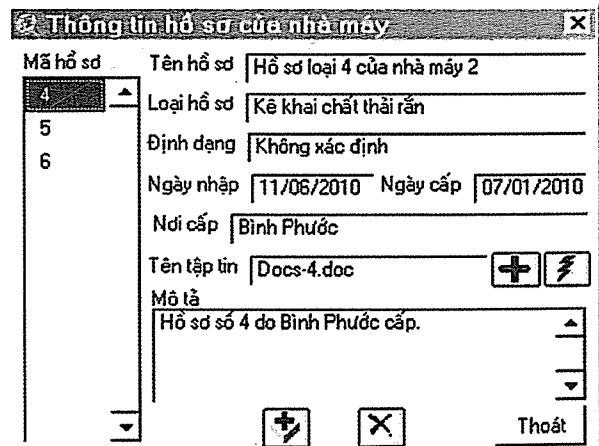 Thông tin hồ sơ của nhà máy
Mã hồ sơ
4
5
6
Tên hồ sơ Hồ sơ loại 4 của nhà máy 2
Loại hồ sơ Kê khai chất thải rắn
Định dạng Không xác định
Ngày nhập 11/06/2010 Ngày cấp 07/01/2010
Nơi cấp Bình Phước
Tên tập tin Docs-4.doc
Mô tả
Hồ sơ số 4 do Bình Phước cấp.
Thoát